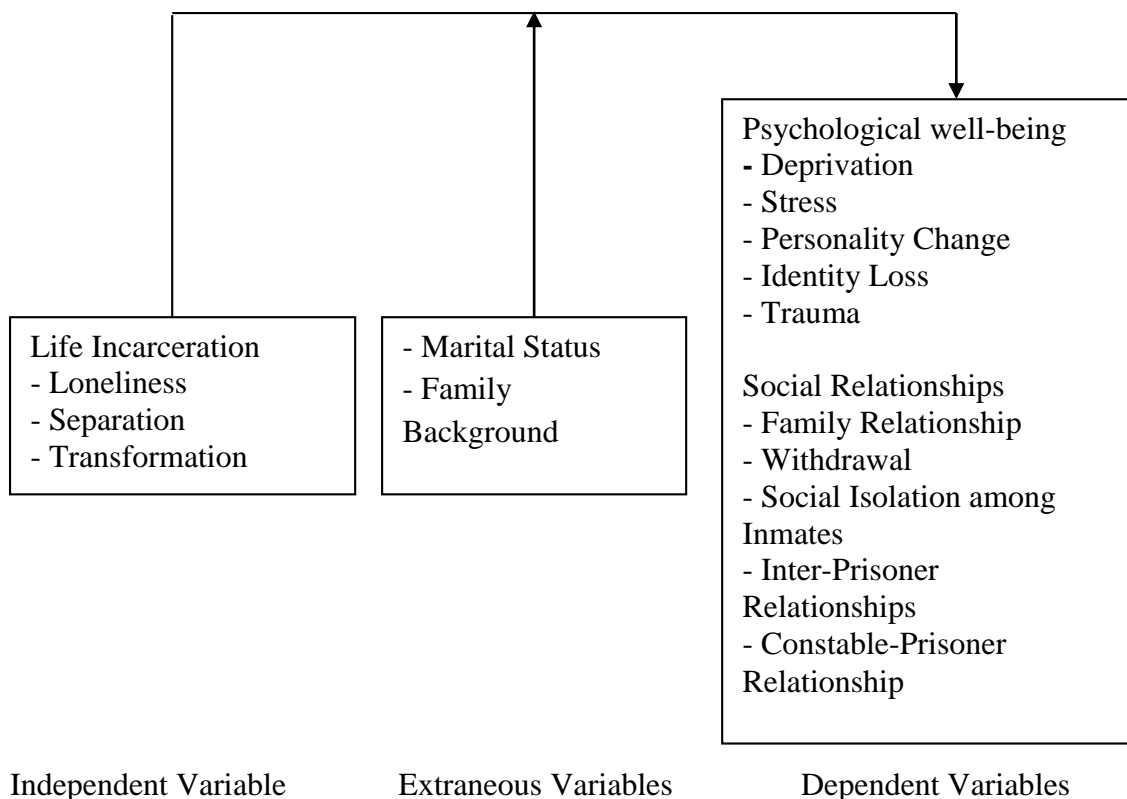 Life Incarceration
- Loneliness
- Separation
- Transformation
- Marital Status
- Family
Background
Psychological well-being
- Deprivation
- Stress
- Personality Change
- Identity Loss
- Trauma
Social Relationships
- Family Relationship
- Withdrawal
- Social Isolation among
Inmates
- Inter-Prisoner
Relationships
- Constable-Prisoner
Relationship
Independent Variable
Extraneous Variables
Dependent Variables